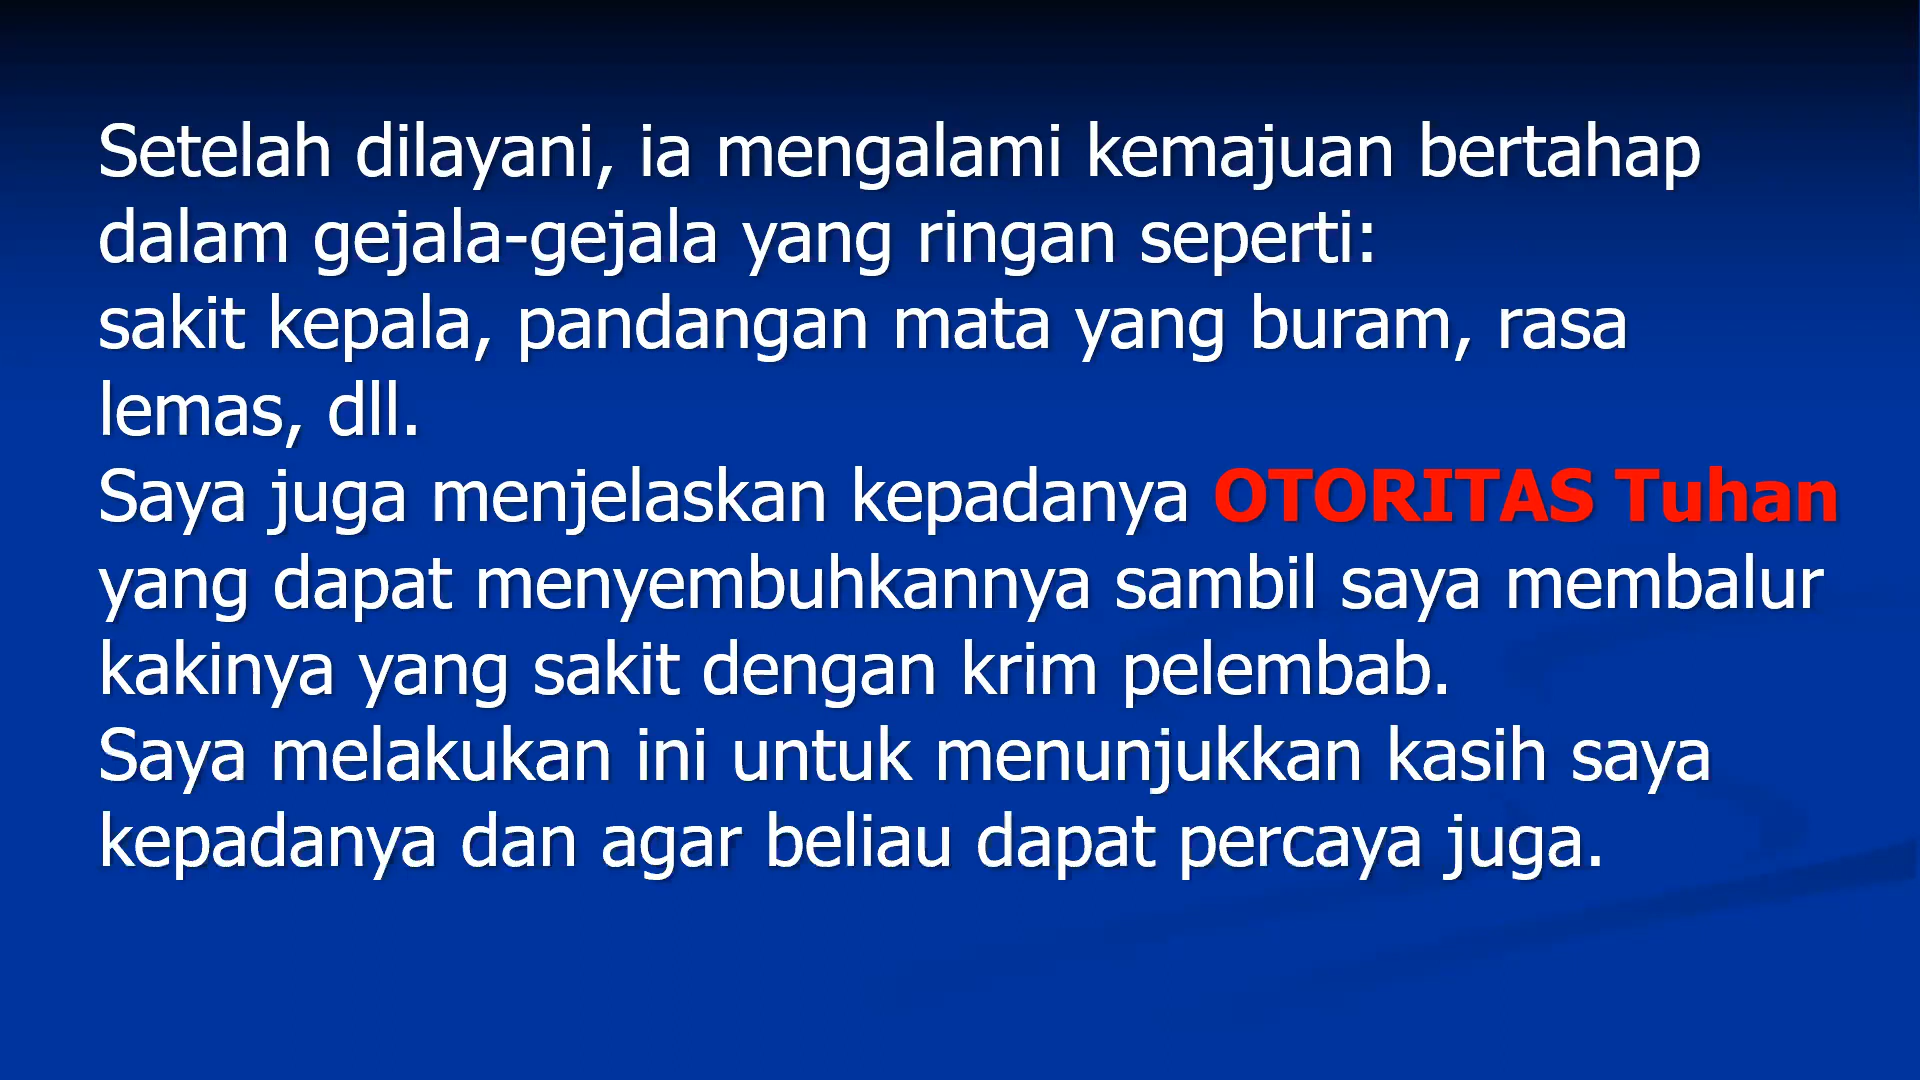 Setelah dilayani, ia mengalami kemajuan bertahap
dalam gejala-gejala yang ringan seperti:
sakit kepala, pandangan mata yang buram, rasa
lemas, dll.
Saya juga menjelaskan kepadanya OTORITAS Tuhan
yang dapat menyembuhkannya sambil saya membalur
kakinya yang sakit dengan krim pelembab.
Saya melakukan ini untuk menunjukkan kasih saya
kepadanya dan agar beliau dapat percaya juga.